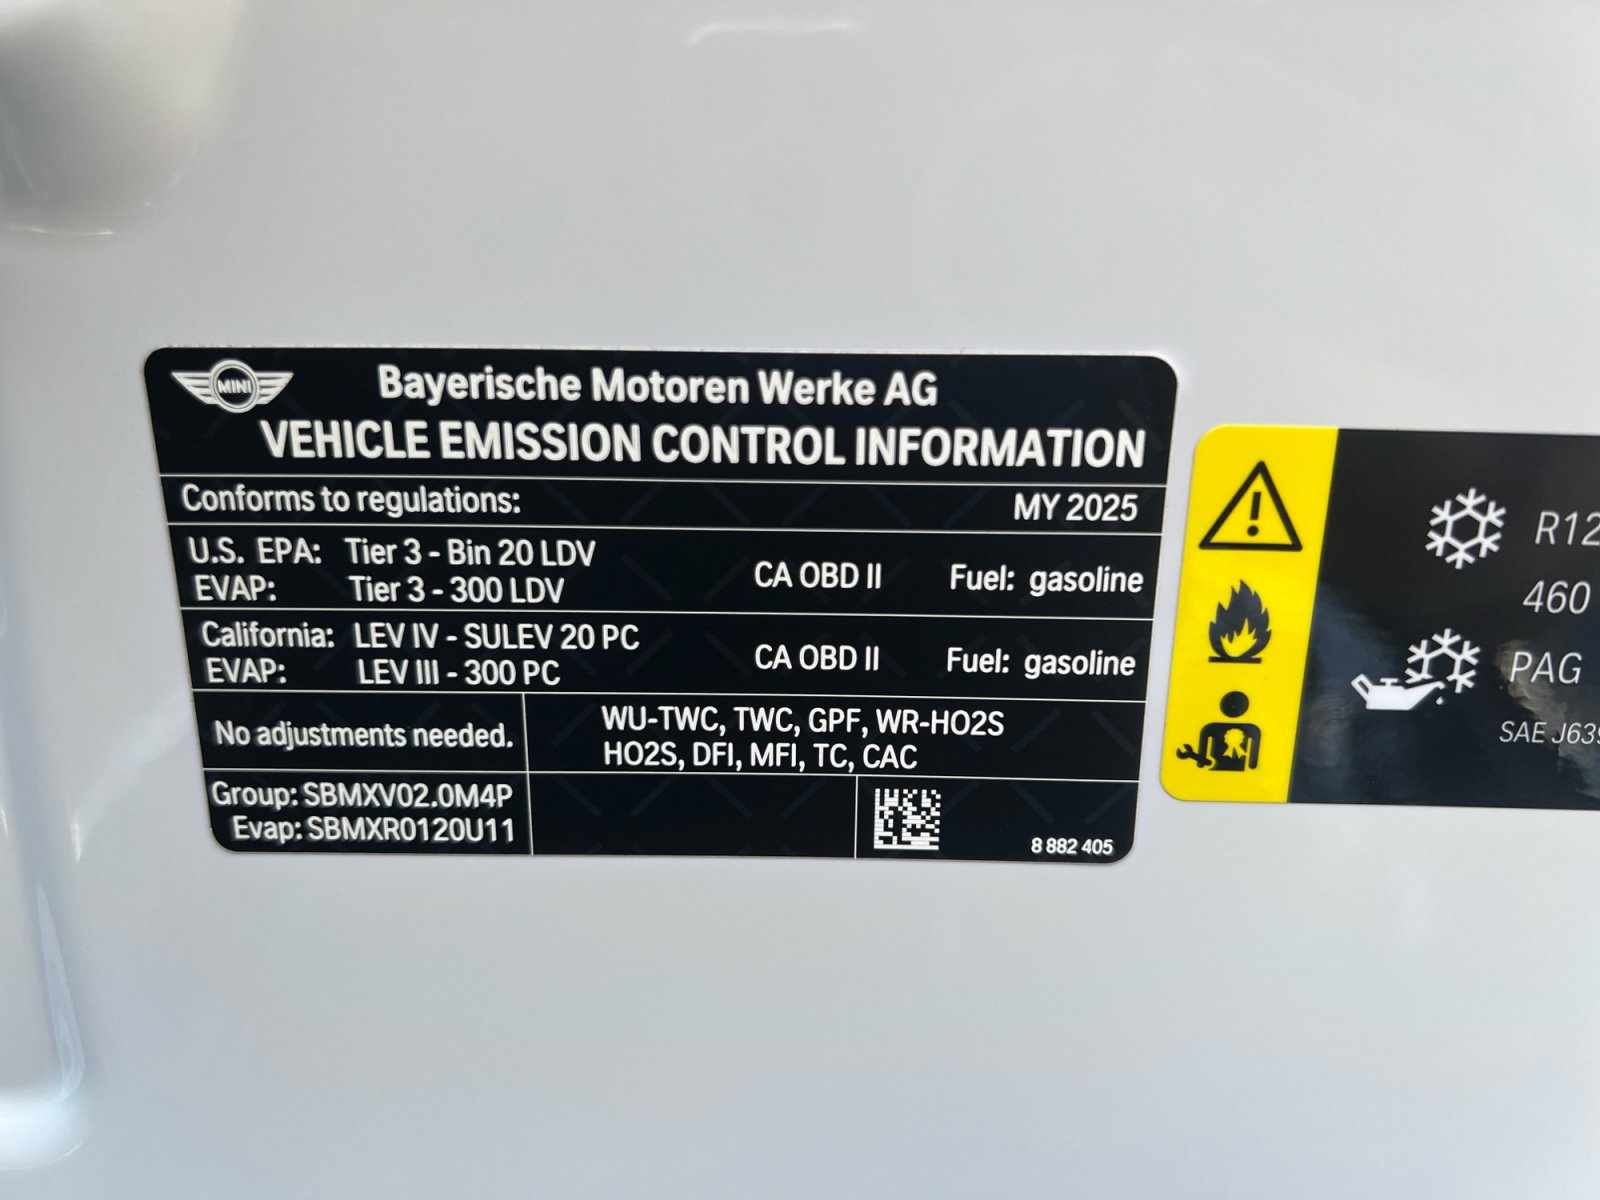 MINI
Bayerische Motoren Werke AG
VEHICLE EMISSION CONTROL INFORMATION
Conforms to regulations: MY 2025
U.S. EPA: Tier 3 - Bin 20 LDV
EVAP: Tier 3 - 300 LDV
CA OBD II Fuel: gasoline
California: LEV IV - SULEV 20 PC
EVAP: LEV III - 300 PC
CA OBD II Fuel: gasoline
No adjustments needed.
WU-TWC, TWC, GPF, WR-HO2S
HO2S, DFI, MFI, TC, CAC
Group: SBMXV02.0M4P
Evap: SBMXR0120U11
8 882 405
R12
460
PAG
SAE J639